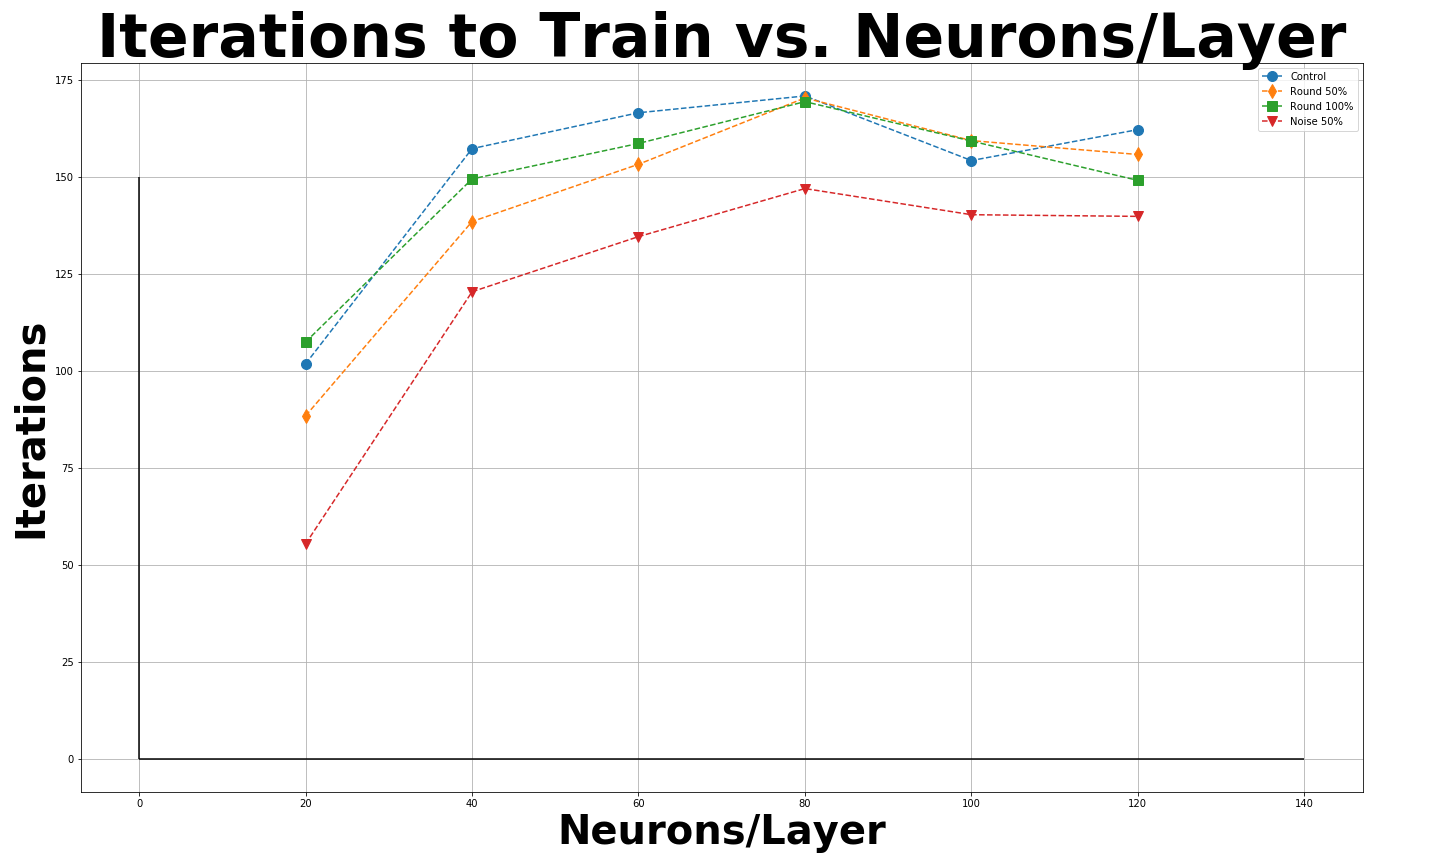 Iterations to Train vs. Neurons/Layer
Control
Round 50%
Round 100%
Noise 50%
Iterations
175
150
125
100
75
50
25
0
0 20 40 60 80 100 120 140
Neurons/Layer